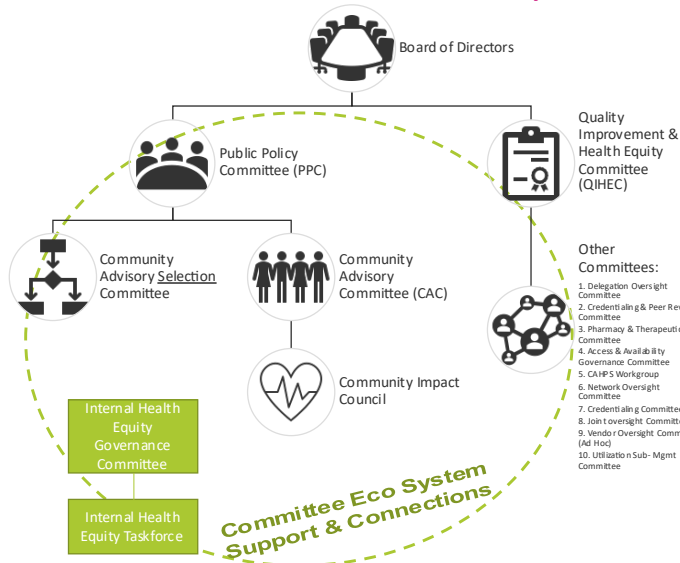 Board of Directors
Public Policy
Committee (PPC)
Quality
Improvement &
Health Equity
Committee
(QIHEC)
Community
Advisory Selection
Committee
Community
Advisory
Committee (CAC)
Community Impact
Council
Other
Committees:
1. Delegation Oversight
Committee
2. Credentialing & Peer
Committee
3. Pharmacy &
Committee
4. Access & Availability
Governance Committee
5. CAHPS Workgroup
6. Network Oversight
Committee
7. Credentialing
8. Joint oversight
9. Vendor Oversight
(Ad Hoc)
10. Utilization Sub- Mgmt
Committee
Internal Health
Equity
Governance
Committee
Internal Health
Equity Taskforce
Committee Eco System
Support & Connections